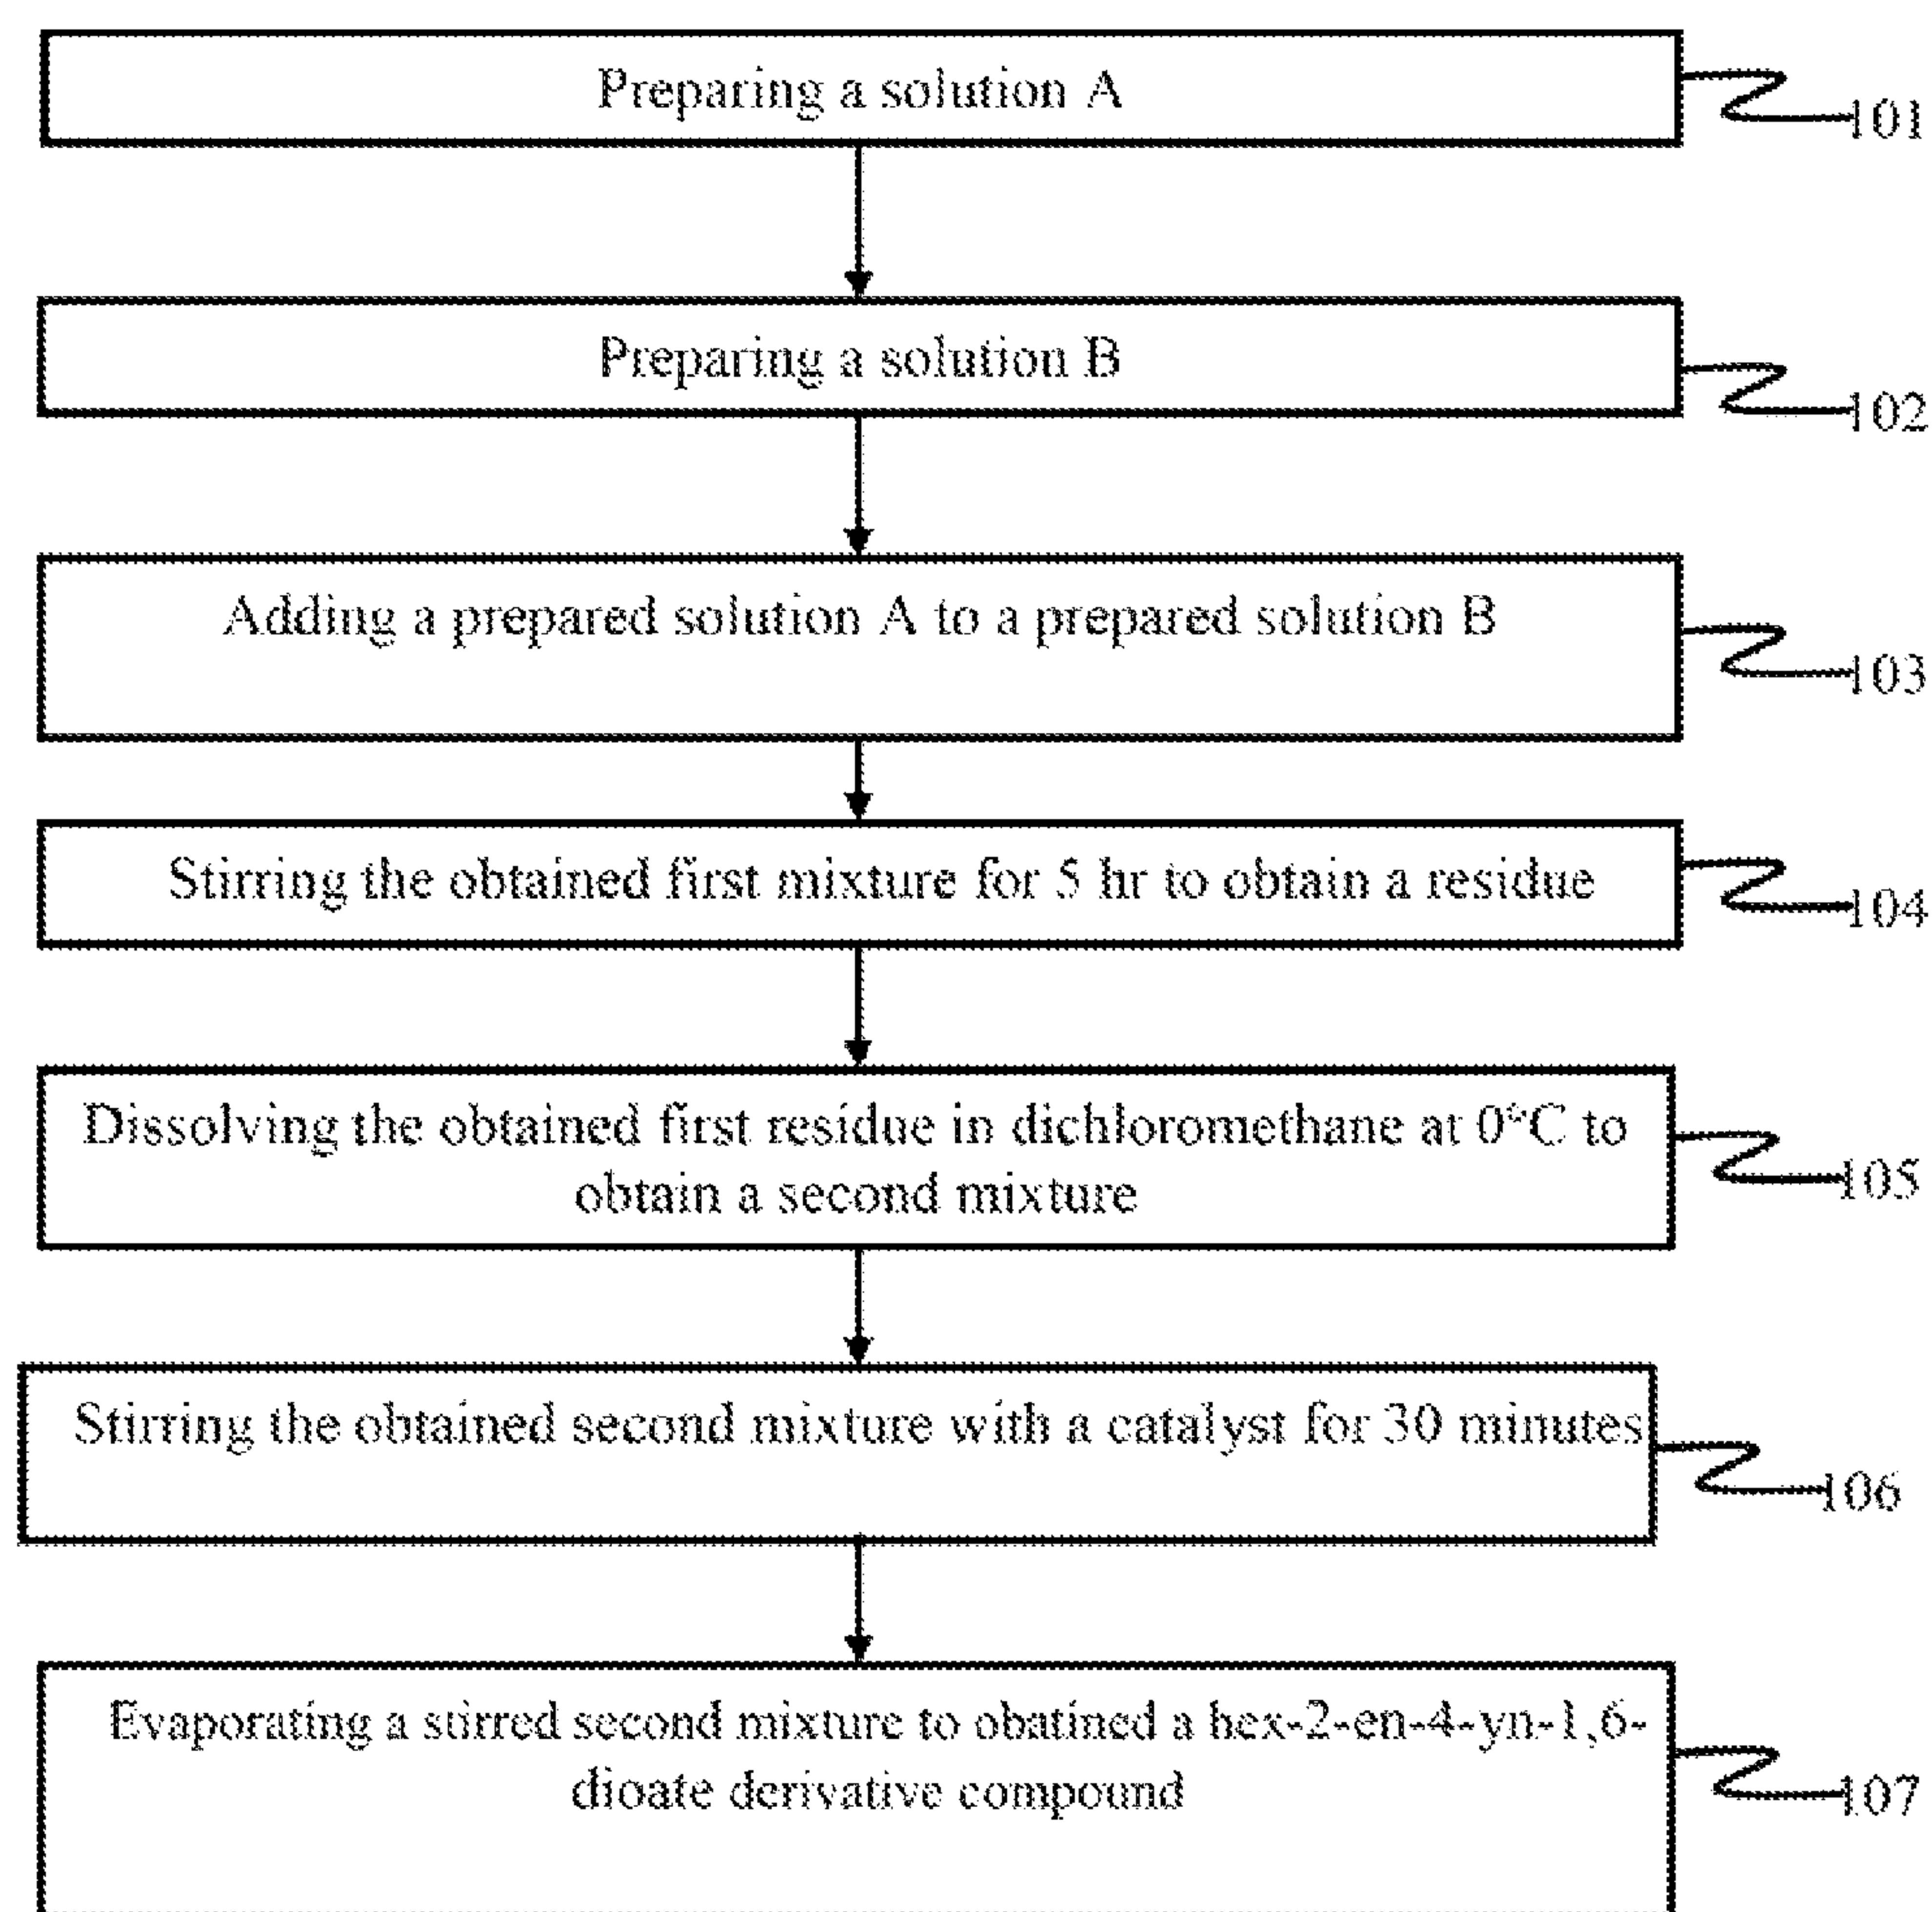 Preparing a solution A
101
Preparing a solution B
102
Adding a prepared solution A to a prepared solution B
103
Stirring the obtained first mixture for 5 hr to obtain a residue
104
Dissolving the obtained first residue in dichloromethane at 0°C to
obtain a second mixture
105
Stirring the obtained second mixture with a catalyst for 30 minutes
106
Evaporating a stirred second mixture to obatined a hex-2-en-4-yn-1,6-
dioate derivative compound
107